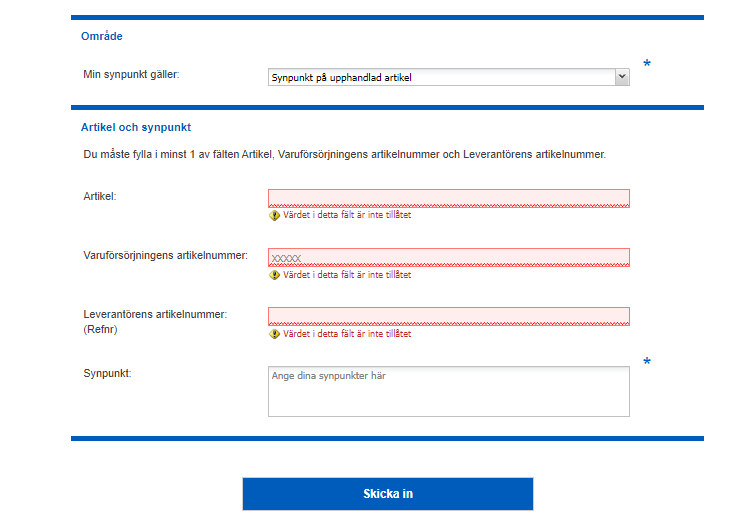 Område
Min synpunkt gäller:
Synpunkt på upphandlad artikel
*
Artikel och synpunkt
Du måste fylla i minst 1 av fälten Artikel, Varuförsörjningens artikelnummer och Leverantörens artikelnummer.
Artikel:
Värdet i detta fält är inte tillåtet
Varuförsörjningens artikelnummer:
XXXXX
Värdet i detta fält är inte tillåtet
Leverantörens artikelnummer:
(Refnr)
Värdet i detta fält är inte tillåtet
Synpunkt:
Ange dina synpunkter här
*
Skicka in